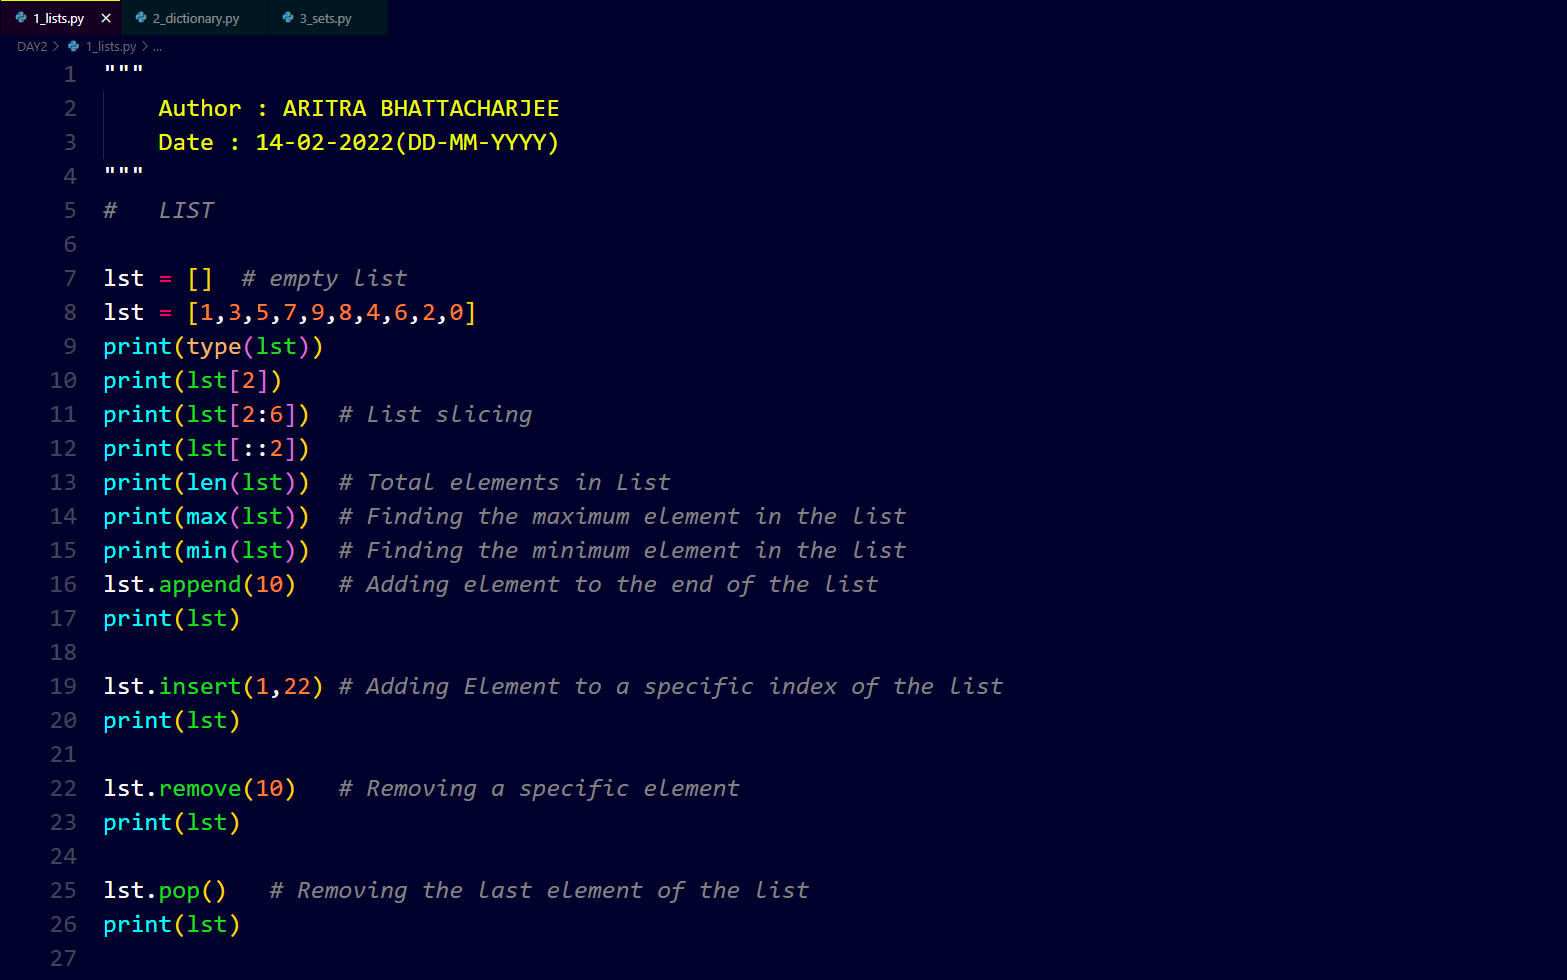 1_lists.py × 2_dictionary.py 3_sets.py
DAY2 > 1_lists.py > ...
1 """
2     Author : ARITRA BHATTACHARJEE
3     Date : 14-02-2022(DD-MM-YYYY)
4 """
5 #   LIST
6
7 lst = []  # empty list
8 lst = [1,3,5,7,9,8,4,6,2,0]
9 print(type(lst))
10 print(lst[2])
11 print(lst[2:6])  # List slicing
12 print(lst[::2])
13 print(len(lst))  # Total elements in List
14 print(max(lst))  # Finding the maximum element in the list
15 print(min(lst))  # Finding the minimum element in the list
16 lst.append(10)   # Adding element to the end of the list
17 print(lst)
18
19 lst.insert(1,22) # Adding Element to a specific index of the list
20 print(lst)
21
22 lst.remove(10)   # Removing a specific element
23 print(lst)
24
25 lst.pop()   # Removing the last element of the list
26 print(lst)
27